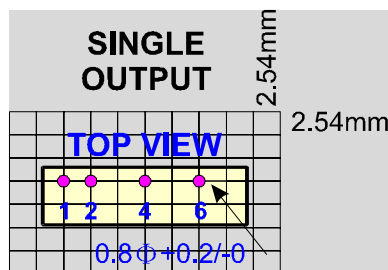 SINGLE
OUTPUT
2.54mm
2.54mm
TOP VIEW
1 2 4 6
0.8Φ+0.2/-0